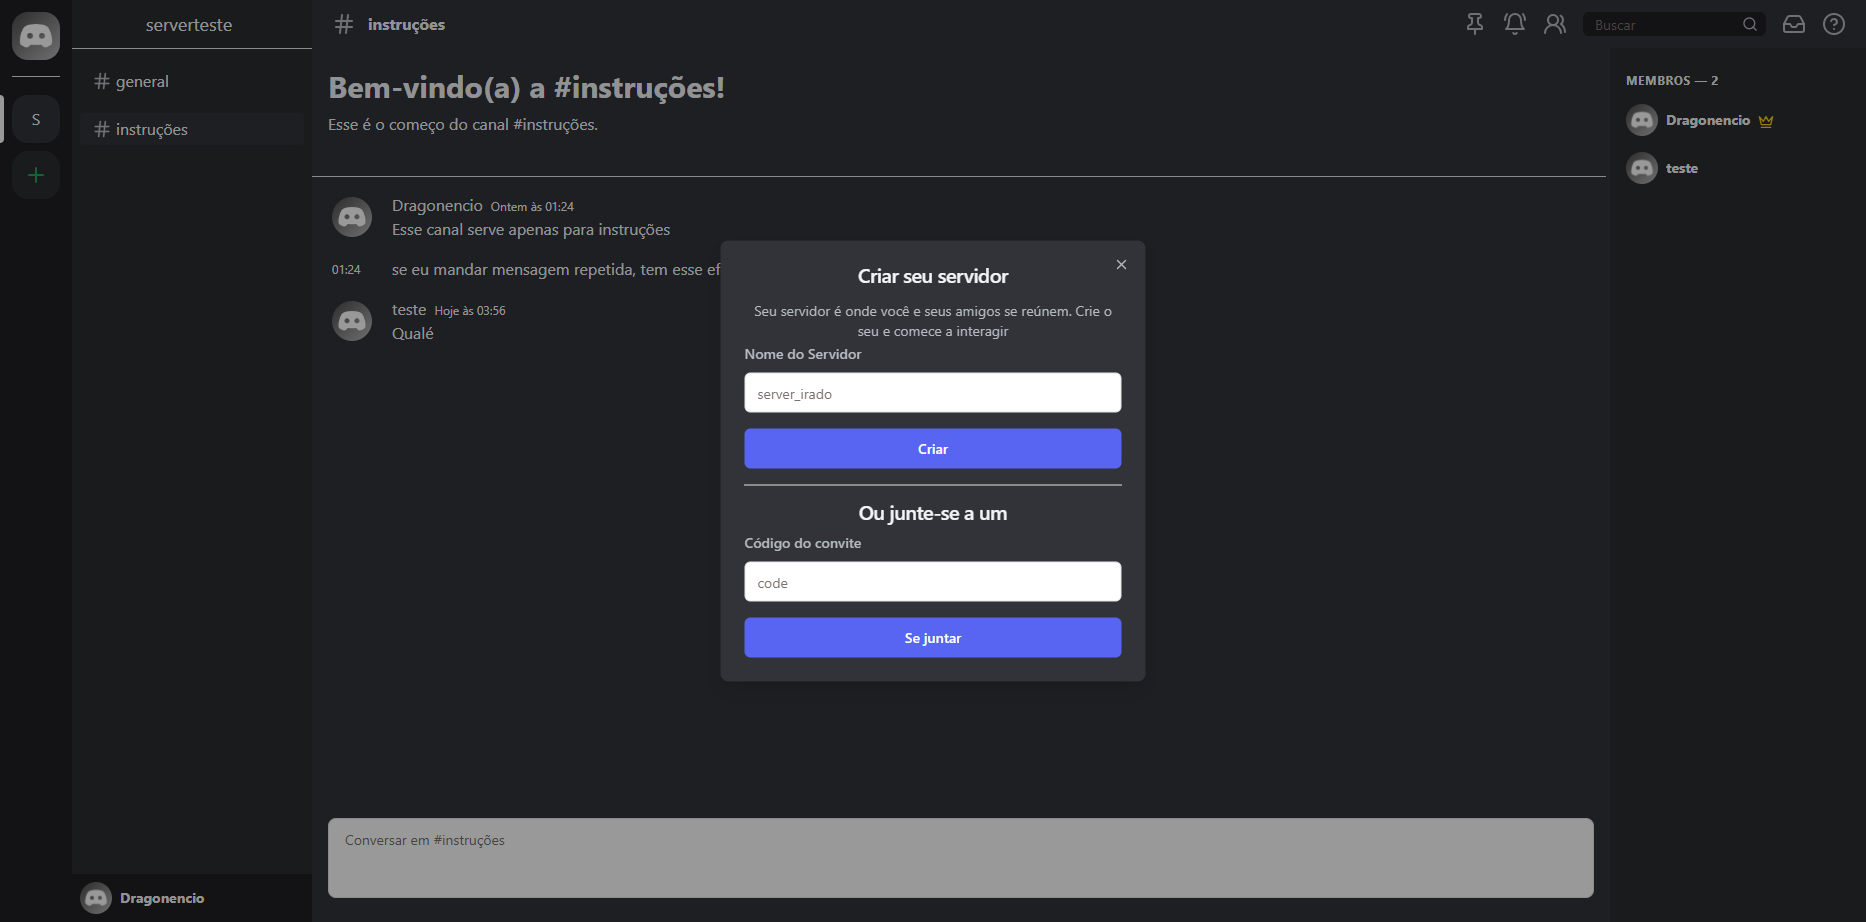 serverteste
S
general
instruções
Dragonencio
instruções
Buscar
Bem-vindo(a) a #instruções!
Esse é o começo do canal #instruções.
Dragonencio Ontem às 01:24
Esse canal serve apenas para instruções
01:24 se eu mandar mensagem repetida, tem esse ef
teste Hoje às 03:56
Qualé
Conversar em #instruções
Criar seu servidor
Seu servidor é onde você e seus amigos se reúnem. Crie o
seu e comece a interagir
Nome do Servidor
server_irado
Criar
Ou junte-se a um
Código do convite
code
Se juntar
MEMBROS — 2
Dragonencio
teste